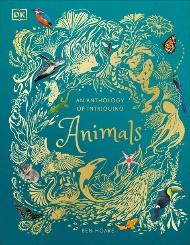 DK
AN ANTHOLOGY
OF INTRIGUING
Animals
BEN HOARE